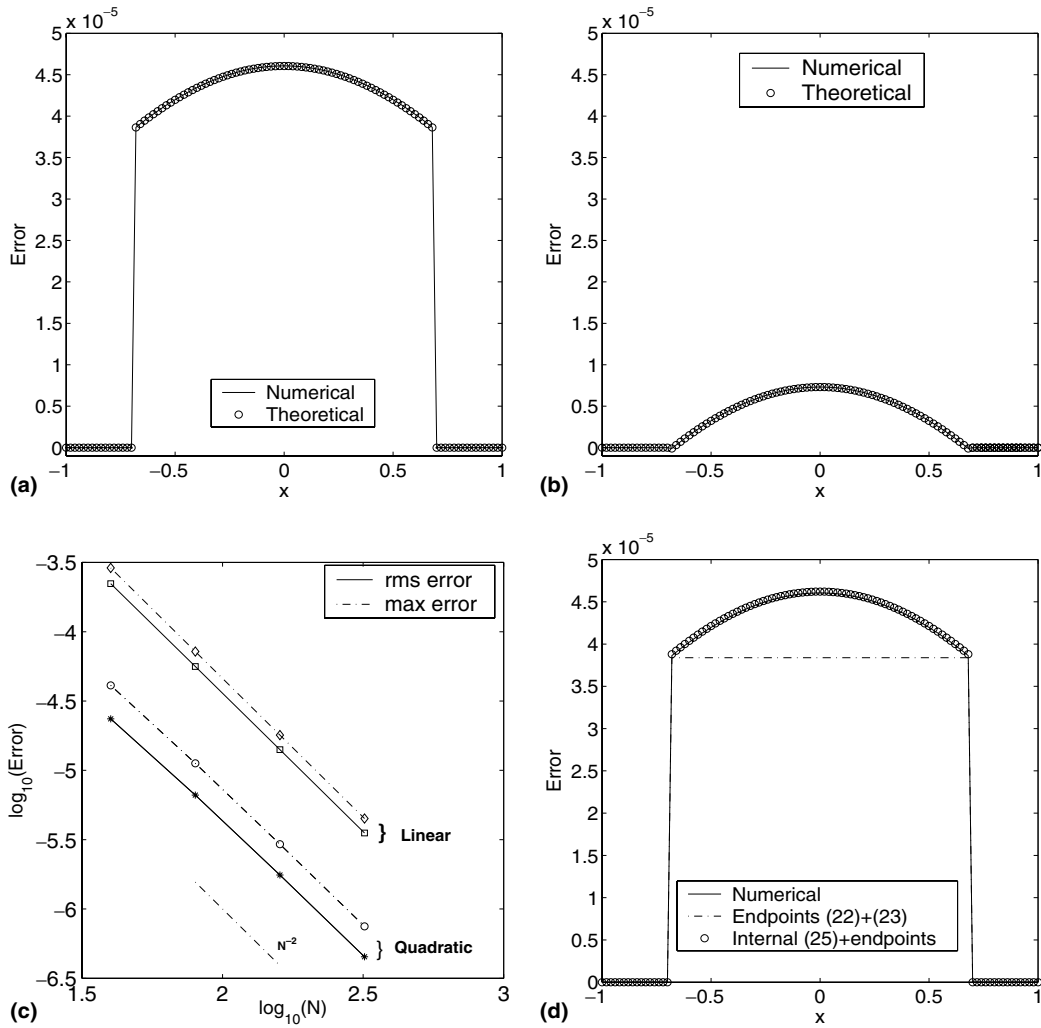 x 10⁻⁵
5
4.5
4
3.5
3
2.5
2
1.5
1
0.5
0
Error
Numerical
Theoretical
−1
−0.5
0
0.5
1
x
(a)
x 10⁻⁵
5
4.5
4
3.5
3
2.5
2
1.5
1
0.5
0
Error
Numerical
Theoretical
−1
−0.5
0
0.5
1
x
(b)
−3.5
−4
−4.5
−5
−5.5
−6
−6.5
log₁₀(Error)
rms error
max error
} Linear
} Quadratic
N⁻²
1.5
2
2.5
3
log₁₀(N)
(c)
x 10⁻⁵
5
4.5
4
3.5
3
2.5
2
1.5
1
0.5
0
Error
Numerical
Endpoints (22)+(23)
Internal (25)+endpoints
−1
−0.5
0
0.5
1
x
(d)